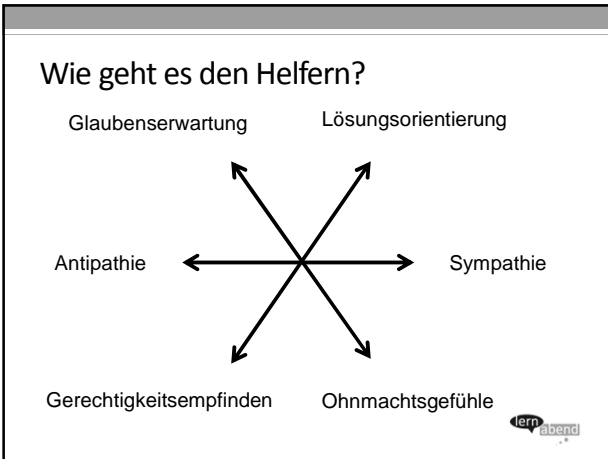 Wie geht es den Helfern?
Glaubenserwartung
Lösungsorientierung
Antipathie
Sympathie
Gerechtigkeitsempfinden
Ohnmachtsgefühle
lern
abend